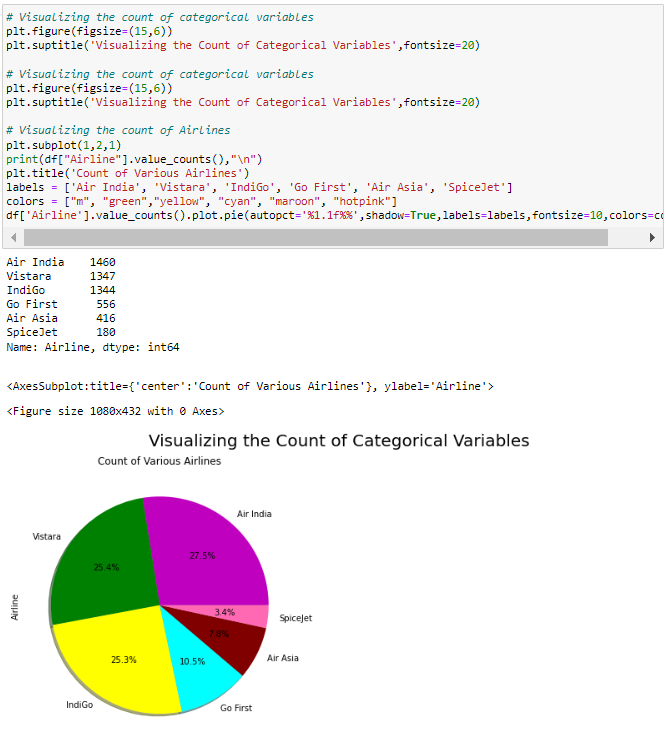 # Visualizing the count of categorical variables
plt.figure(figsize=(15,6))
plt.suptitle('Visualizing the Count of Categorical Variables',fontsize=20)
# Visualizing the count of categorical variables
plt.figure(figsize=(15,6))
plt.suptitle('Visualizing the Count of Categorical Variables',fontsize=20)
# Visualizing the count of Airlines
plt.subplot(1,2,1)
print(df["Airline"].value_counts(),"\n")
plt.title('Count of Various Airlines')
labels = ['Air India', 'Vistara', 'IndiGo', 'Go First', 'Air Asia', 'SpiceJet']
colors = ["m", "green","yellow", "cyan", "maroon", "hotpink"]
df['Airline'].value_counts().plot.pie(autopct='%1.1f%%',shadow=True,labels=labels,fontsize=10,colors=co
Air India 1460
Vistara 1347
IndiGo 1344
Go First 556
Air Asia 416
SpiceJet 180
Name: Airline, dtype: int64
<AxesSubplot:title={'center':'Count of Various Airlines'}, ylabel='Airline'>
<Figure size 1080x432 with 0 Axes>
Visualizing the Count of Categorical Variables
Count of Various Airlines
Air India
Vistara
27.5%
25.4%
Airline
3.4%
SpiceJet
7.8%
25.3%
10.5%
Air Asia
IndiGo
Go First